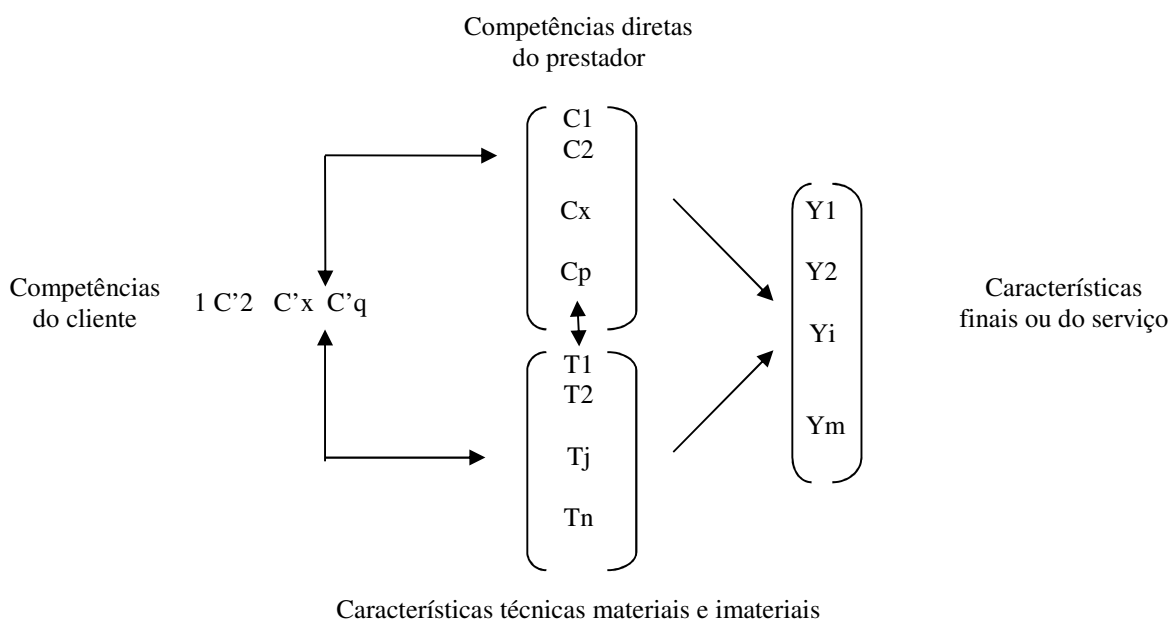 Competências diretas
do prestador
C1
C2
Cx
Cp
Competências
do cliente
1 C’2 C’x C’q
T1
T2
Tj
Tn
Y1
Y2
Yi
Ym
Características
finais ou do serviço
Características técnicas materiais e imateriais